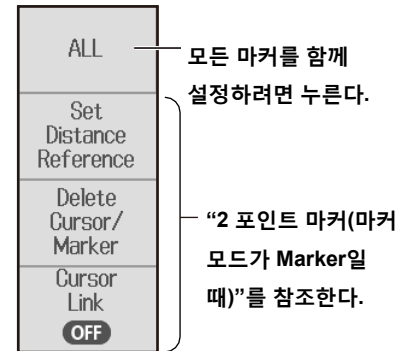 ALL
모든 마커를 함께
설정하려면 누른다.
Set
Distance
Reference
Delete
Cursor/
Marker
Cursor
Link
OFF
“2 포인트 마커(마커
모드가 Marker일
때)”를 참조한다.